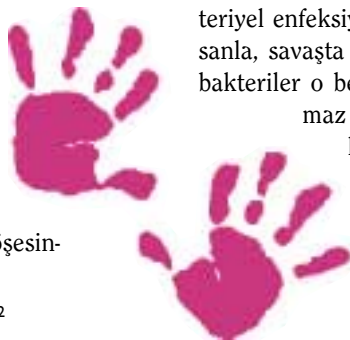 teriyel enfeksiy
sanla, savaşta
bakteriler o be
maz
şesin-
2